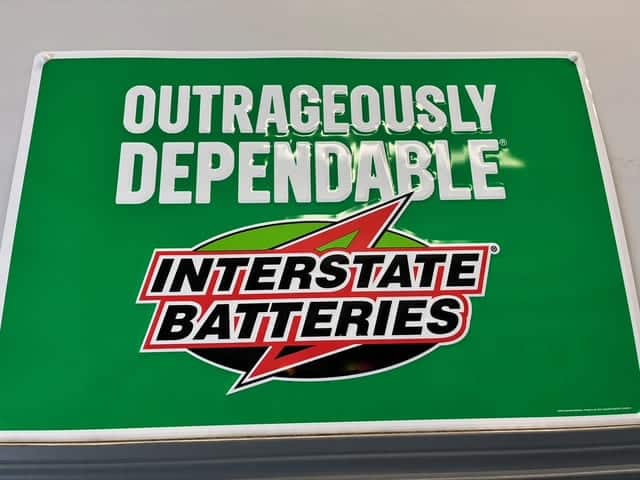 OUTRAGEOUSLY
DEPENDABLE®
INTERSTATE®
BATTERIES